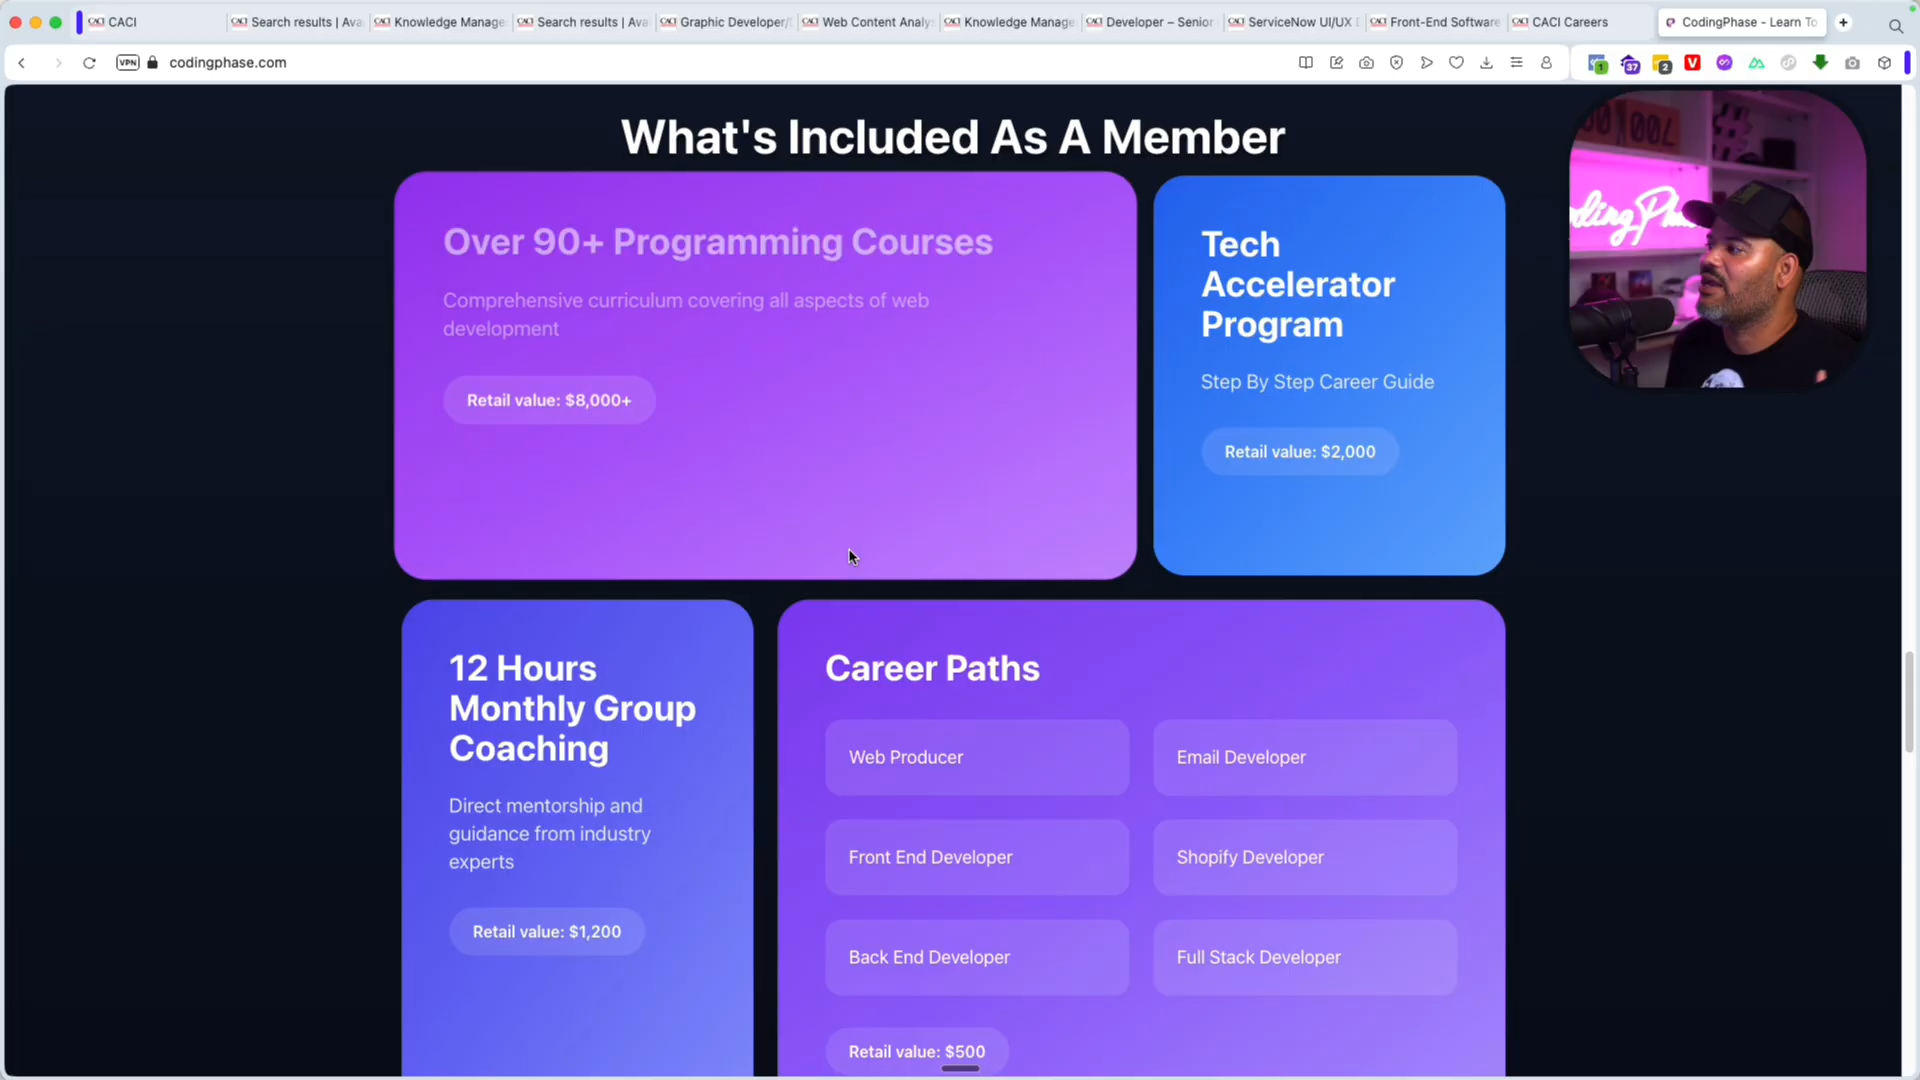 CACI
Search results | Ava
Knowledge Manage
Search results | Ava
Graphic Developer/
Web Content Analy
Knowledge Manage
Developer – Senior
ServiceNow UI/UX
Front-End Software
CACI Careers
CodingPhase - Learn To
VPN
codingphase.com
1
37
2
What's Included As A Member
Over 90+ Programming Courses
Comprehensive curriculum covering all aspects of web
development
Retail value: $8,000+
Tech
Accelerator
Program
Step By Step Career Guide
Retail value: $2,000
12 Hours
Monthly Group
Coaching
Direct mentorship and
guidance from industry
experts
Retail value: $1,200
Career Paths
Web Producer
Email Developer
Front End Developer
Shopify Developer
Back End Developer
Full Stack Developer
Retail value: $500